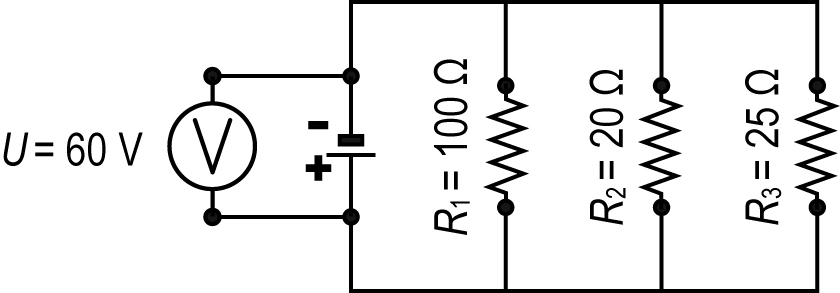 U = 60 V
V
-
+
R₁ = 100 Ω
R₂ = 20 Ω
R₃ = 25 Ω